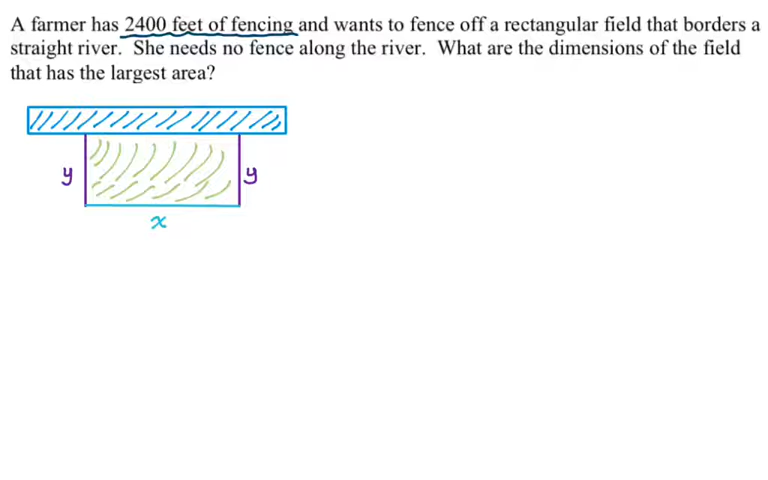 A farmer has 2400 feet of fencing and wants to fence off a rectangular field that borders a
straight river.  She needs no fence along the river.  What are the dimensions of the field
that has the largest area?
y y
x